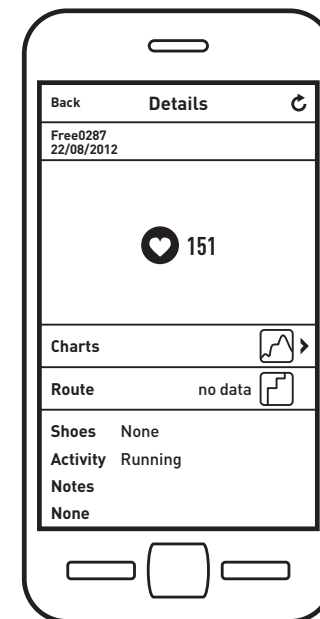 Back Details
Free0287
22/08/2012
151
Charts
Route no data
Shoes None
Activity Running
Notes
None